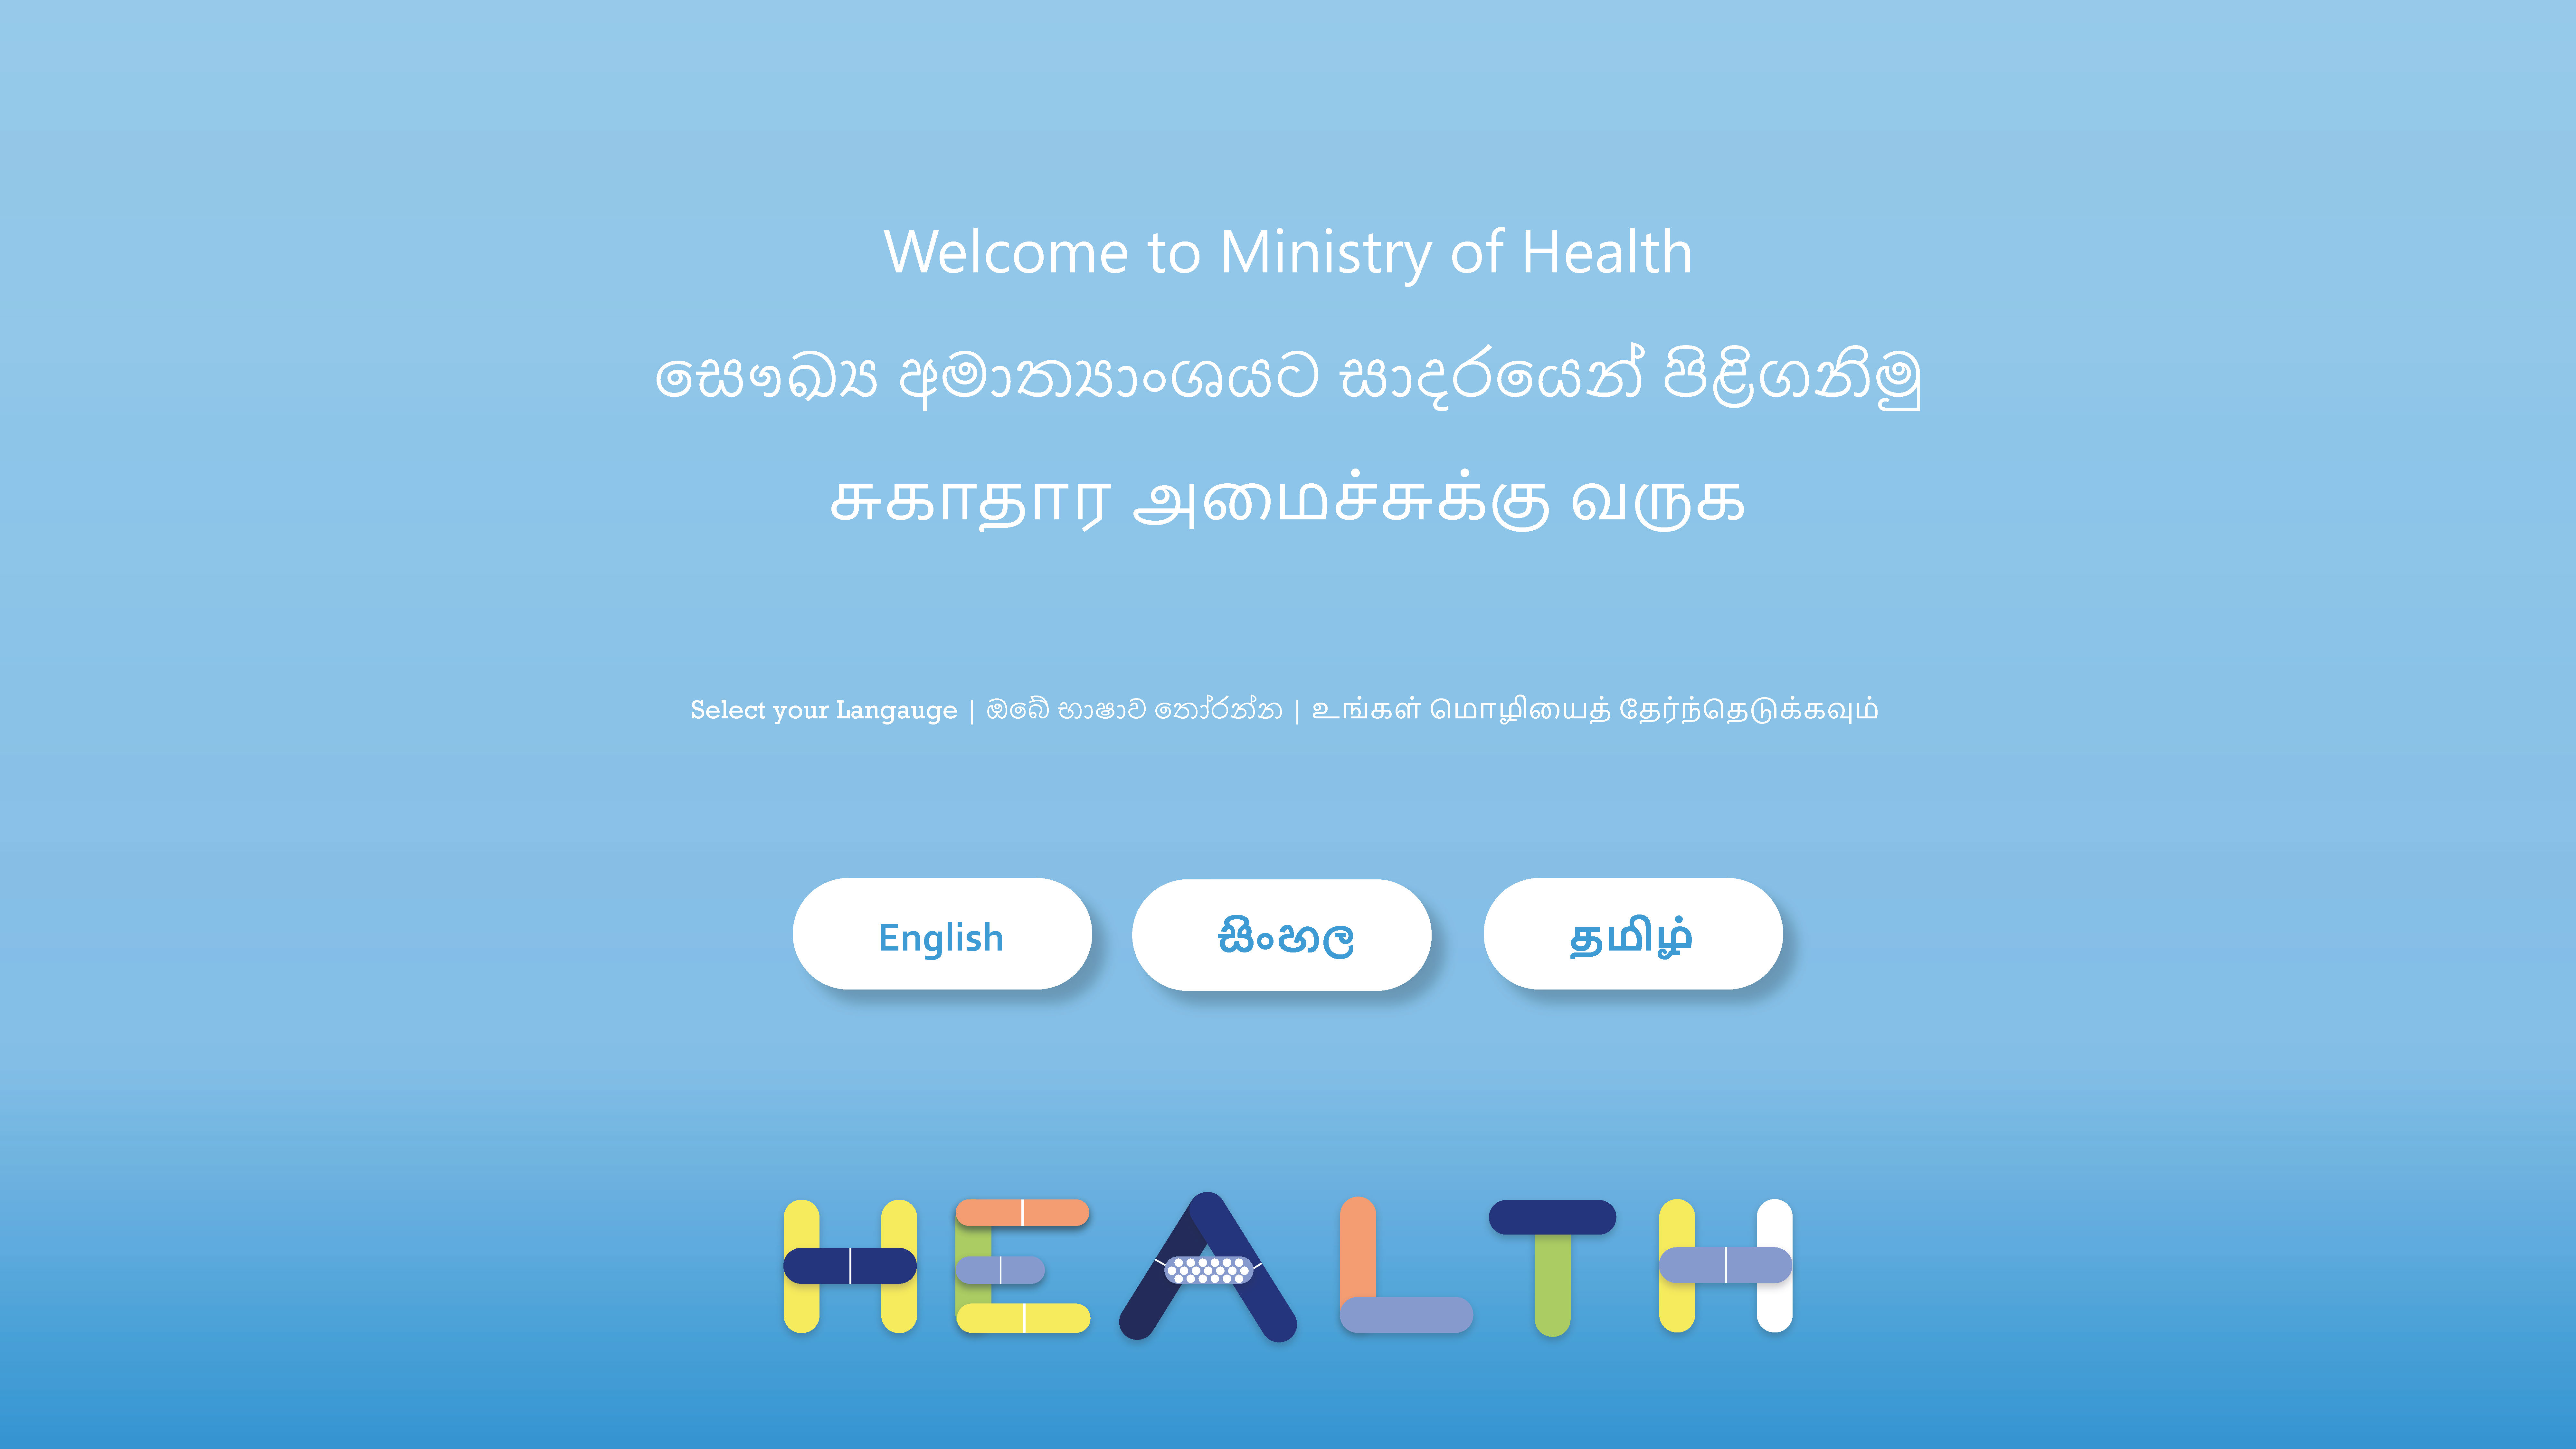 Welcome to Ministry of Health
සෞඛ්‍ය අමාත්‍යාංශයට සාදරයෙන් පිළිගනිමු
சுகாதார அமைச்சுக்கு வருக
Select your Langauge | ඔබේ භාෂාව තෝරන්න | உங்கள் மொழியைத் தேர்ந்தெடுக்கவும்
English සිංහල தமிழ்
HEALTH